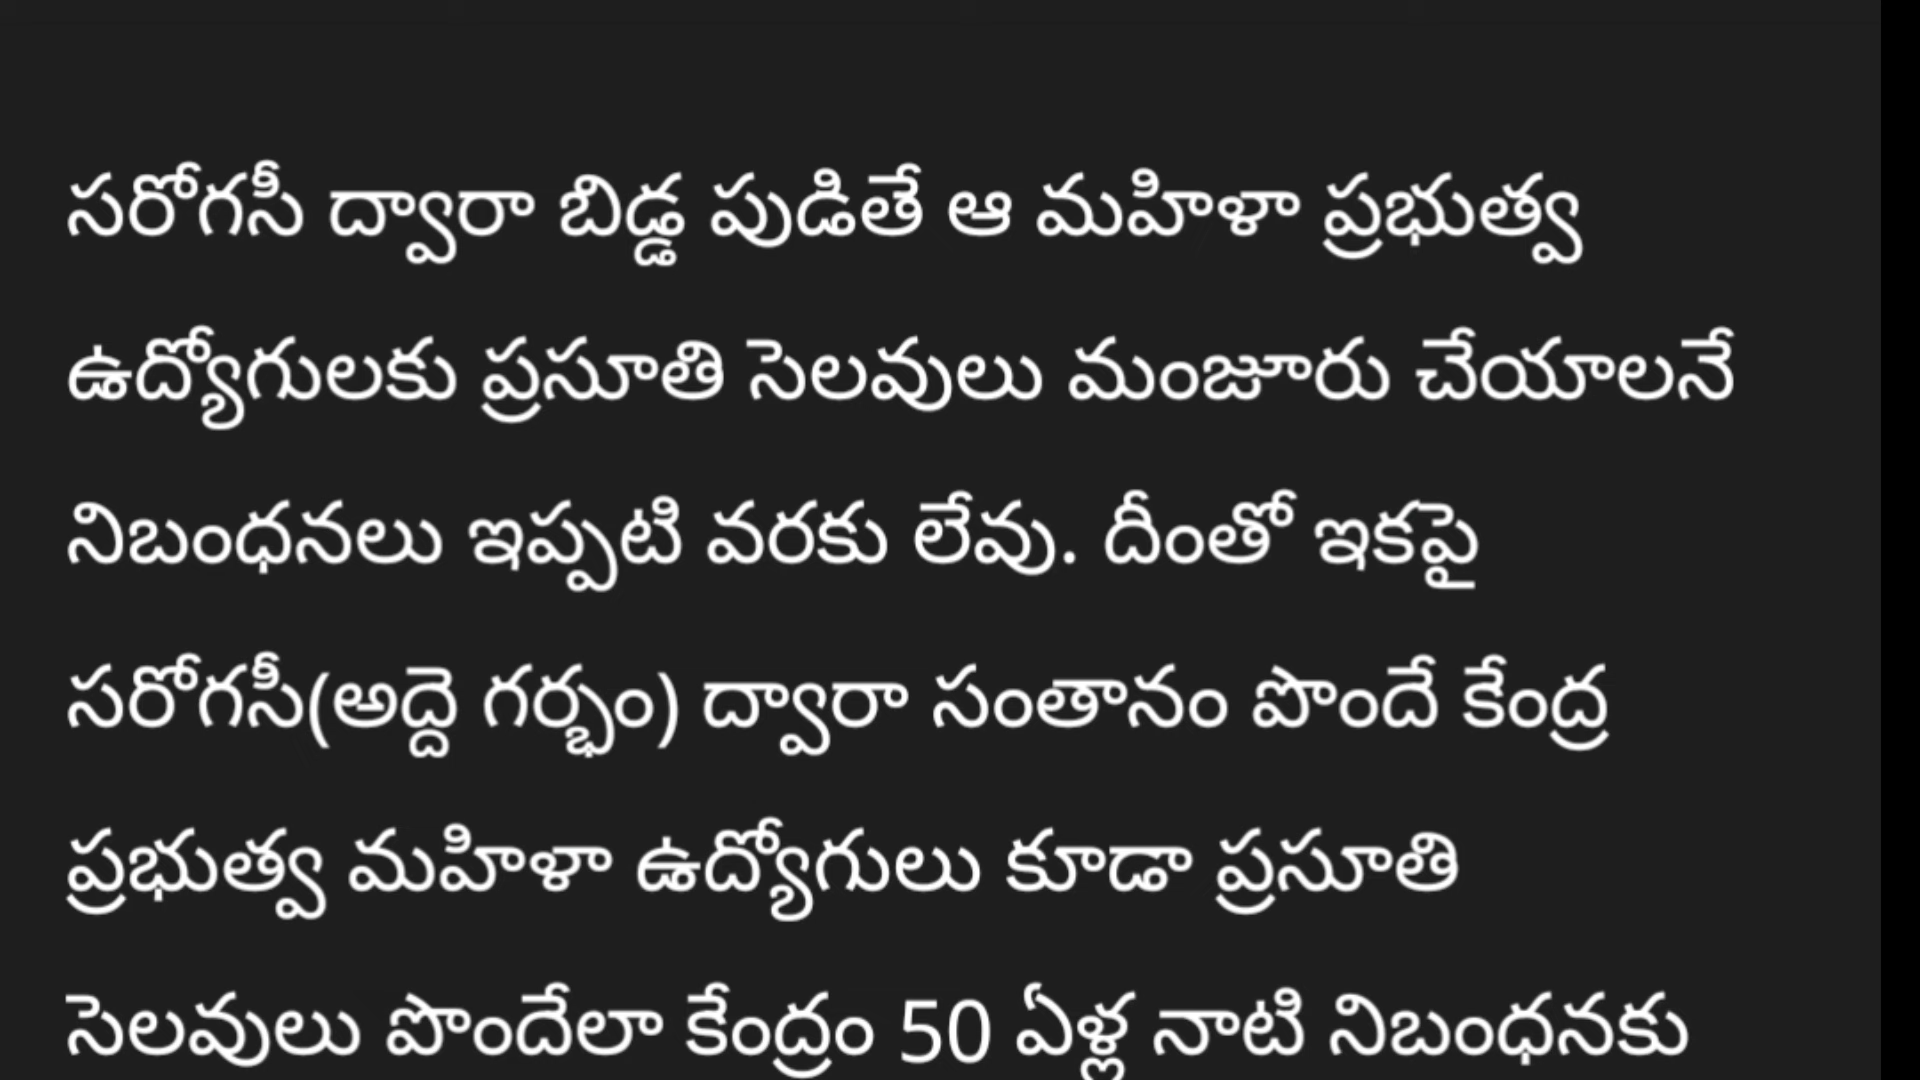 సరోగసీ ద్వారా బిడ్డ పుడితే ఆ మహిళా ప్రభుత్వ
ఉద్యోగులకు ప్రసూతి సెలవులు మంజూరు చేయాలనే
నిబంధనలు ఇప్పటి వరకు లేవు. దీంతో ఇకపై
సరోగసీ(అద్దె గర్భం) ద్వారా సంతానం పొందే కేంద్ర
ప్రభుత్వ మహిళా ఉద్యోగులు కూడా ప్రసూతి
సెలవులు పొందేలా కేంద్రం 50 ఏళ్ల నాటి నిబంధనకు